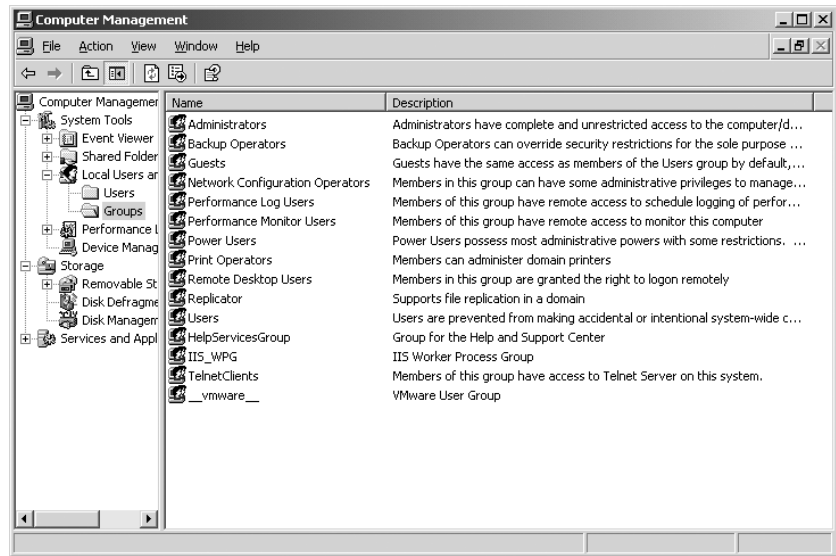 Computer Management
File Action View Window Help
Computer Managemer
System Tools
Event Viewer
Shared Folder
Local Users ar
Users
Groups
Performance L
Device Manag
Storage
Removable St
Disk Defragme
Disk Managem
Services and Appl
Name Description
Administrators Administrators have complete and unrestricted access to the computer/d...
Backup Operators Backup Operators can override security restrictions for the sole purpose ...
Guests Guests have the same access as members of the Users group by default,...
Network Configuration Operators Members in this group can have some administrative privileges to manage...
Performance Log Users Members of this group have remote access to schedule logging of perfor...
Performance Monitor Users Members of this group have remote access to monitor this computer
Power Users Power Users possess most administrative powers with some restrictions. ...
Print Operators Members can administer domain printers
Remote Desktop Users Members in this group are granted the right to logon remotely
Replicator Supports file replication in a domain
Users Users are prevented from making accidental or intentional system-wide c...
HelpServicesGroup Group for the Help and Support Center
IIS_WPG IIS Worker Process Group
TelnetClients Members of this group have access to Telnet Server on this system.
__vmware__ VMware User Group